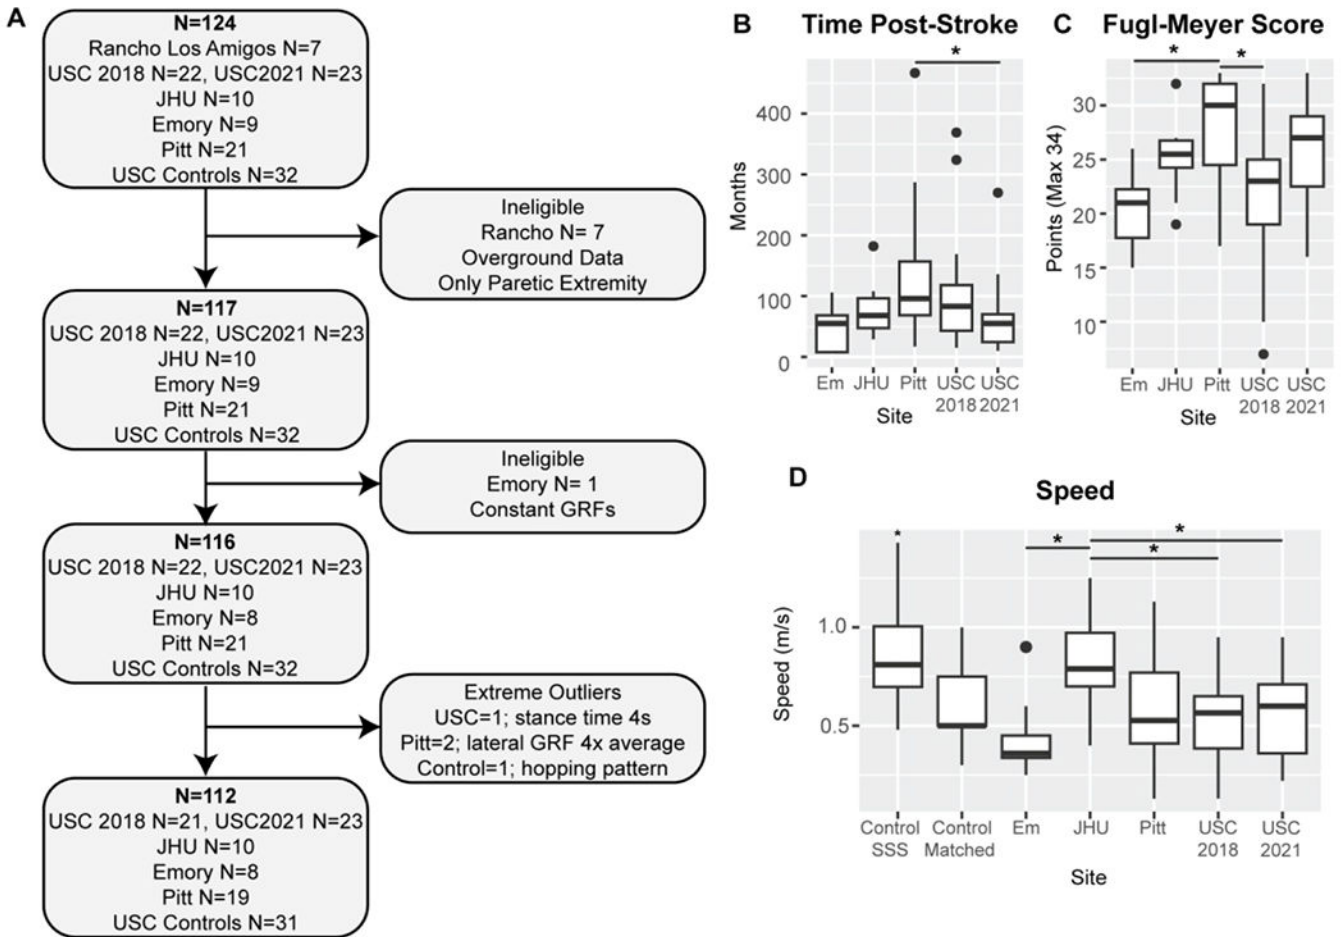 A
N=124
Rancho Los Amigos N=7
USC 2018 N=22, USC2021 N=23
JHU N=10
Emory N=9
Pitt N=21
USC Controls N=32
Ineligible
Rancho N= 7
Overground Data
Only Paretic Extremity
N=117
USC 2018 N=22, USC2021 N=23
JHU N=10
Emory N=9
Pitt N=21
USC Controls N=32
Ineligible
Emory N= 1
Constant GRFs
N=116
USC 2018 N=22, USC2021 N=23
JHU N=10
Emory N=8
Pitt N=21
USC Controls N=32
Extreme Outliers
USC=1; stance time 4s
Pitt=2; lateral GRF 4x average
Control=1; hopping pattern
N=112
USC 2018 N=21, USC2021 N=23
JHU N=10
Emory N=8
Pitt N=19
USC Controls N=31
B
Time Post-Stroke
*
Months
400
300
200
100
0
Em JHU Pitt USC 2018 USC 2021
Site
C
Fugl-Meyer Score
* *
Points (Max 34)
30
25
20
15
10
Em JHU Pitt USC 2018 USC 2021
Site
D
Speed
* * * *
Speed (m/s)
1.0
0.5
Control SSS Control Matched Em JHU Pitt USC 2018 USC 2021
Site